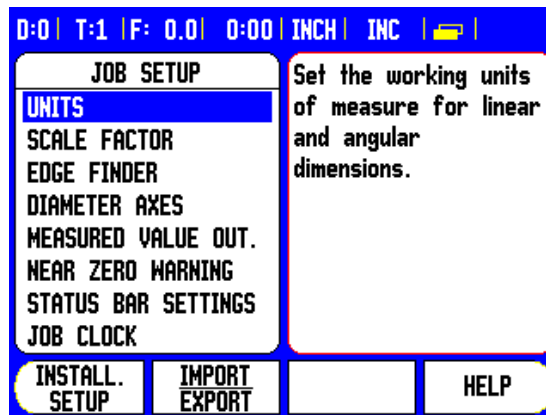 D:0| T:1 |F: 0.0| 0:00| INCH| INC | |
JOB SETUP
UNITS
SCALE FACTOR
EDGE FINDER
DIAMETER AXES
MEASURED VALUE OUT.
NEAR ZERO WARNING
STATUS BAR SETTINGS
JOB CLOCK
Set the working units
of measure for linear
and angular
dimensions.
INSTALL.
SETUP
IMPORT
EXPORT
HELP